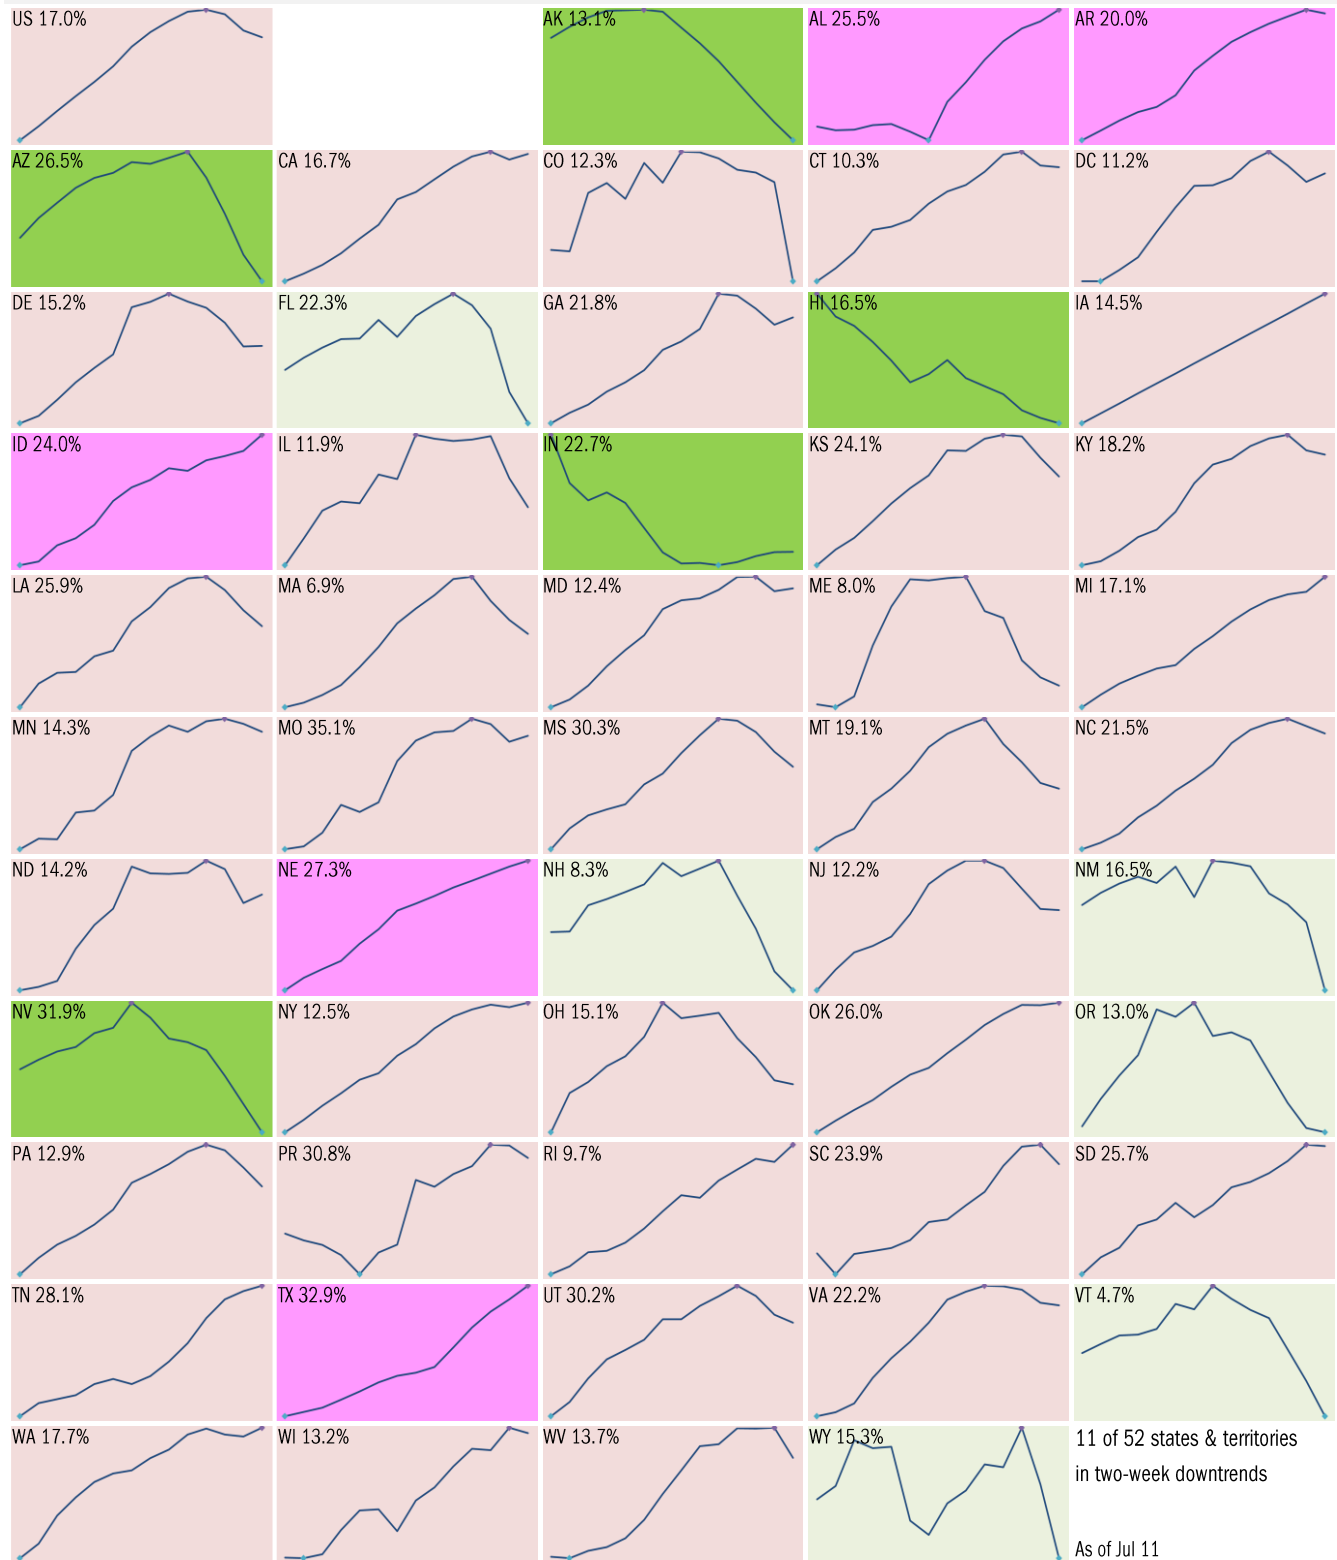 US 17.0%
AK 13.1%
AL 25.5%
AR 20.0%
AZ 26.5%
CA 16.7%
CO 12.3%
CT 10.3%
DC 11.2%
DE 15.2%
FL 22.3%
GA 21.8%
HI 16.5%
IA 14.5%
ID 24.0%
IL 11.9%
IN 22.7%
KS 24.1%
KY 18.2%
LA 25.9%
MA 6.9%
MD 12.4%
ME 8.0%
MI 17.1%
MN 14.3%
MO 35.1%
MS 30.3%
MT 19.1%
NC 21.5%
ND 14.2%
NE 27.3%
NH 8.3%
NJ 12.2%
NM 16.5%
NV 31.9%
NY 12.5%
OH 15.1%
OK 26.0%
OR 13.0%
PA 12.9%
PR 30.8%
RI 9.7%
SC 23.9%
SD 25.7%
TN 28.1%
TX 32.9%
UT 30.2%
VA 22.2%
VT 4.7%
WA 17.7%
WI 13.2%
WV 13.7%
WY 15.3%
11 of 52 states & territories
in two-week downtrends
As of Jul 11